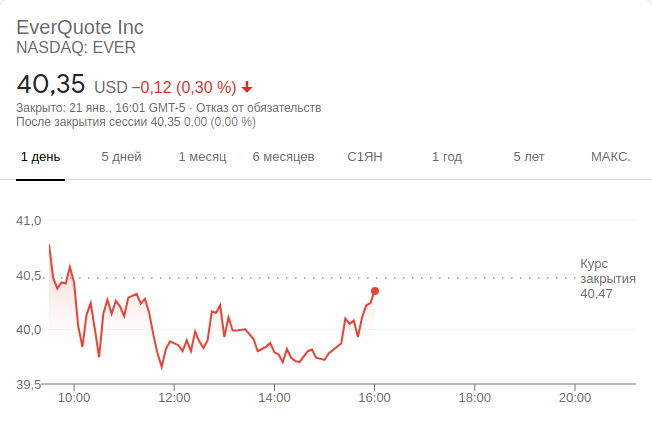 EverQuote Inc
NASDAQ: EVER
40,35 USD −0,12 (0,30 %)
Закрыто: 21 янв., 16:01 GMT-5 · Отказ от обязательств
После закрытия сессии 40,35 0,00 (0,00 %)
1 день 5 дней 1 месяц 6 месяцев С1ЯН 1 год 5 лет МАКС.
41,0
Курс
40,5 закрытия
40,47
40,0
39,5
10:00 12:00 14:00 16:00 18:00 20:00